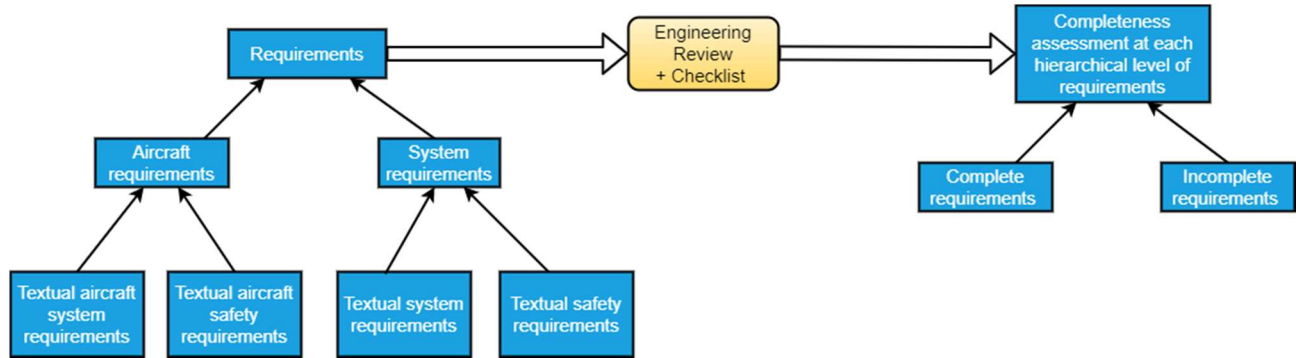 Requirements
Engineering
Review
+ Checklist
Completeness
assessment at each
hierarchical level of
requirements
Aircraft
requirements
System
requirements
Complete
requirements
Incomplete
requirements
Textual aircraft
system
requirements
Textual aircraft
safety
requirements
Textual system
requirements
Textual safety
requirements